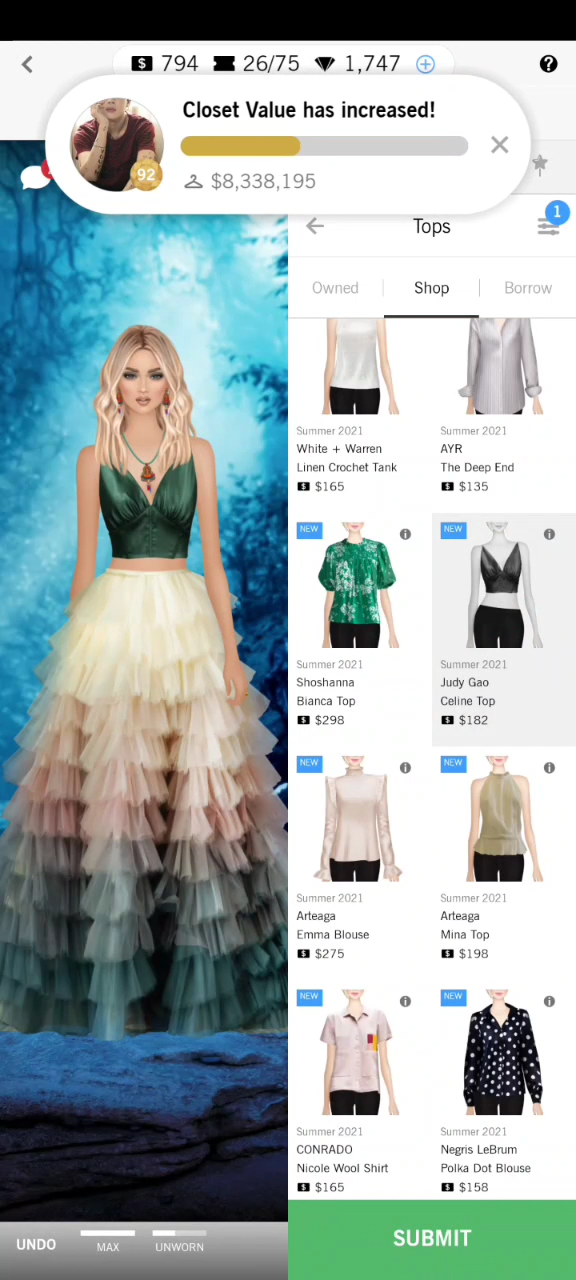 $ 794 26/75 1,747
Closet Value has increased!
92
$8,338,195
1
Tops
Owned Shop Borrow
Summer 2021
White + Warren
Linen Crochet Tank
$ $165
Summer 2021
AYR
The Deep End
$ $135
NEW
Summer 2021
Shoshanna
Bianca Top
$ $298
NEW
Summer 2021
Judy Gao
Celine Top
$ $182
NEW
Summer 2021
Arteaga
Emma Blouse
$ $275
NEW
Summer 2021
Arteaga
Mina Top
$ $198
NEW
Summer 2021
CONRADO
Nicole Wool Shirt
$ $165
NEW
Summer 2021
Negris LeBrum
Polka Dot Blouse
$ $158
UNDO MAX UNWORN
SUBMIT